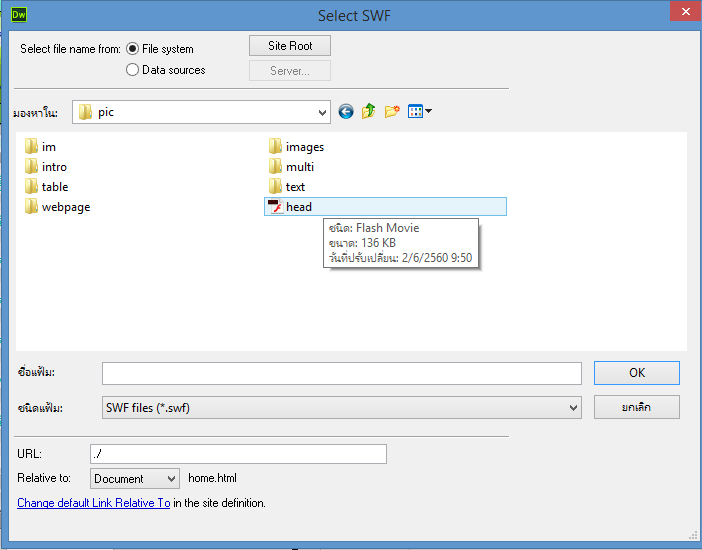 Dw
Select SWF
Select file name from: File system
Site Root
Data sources
Server...
มองหาใน: pic
im
images
intro
multi
table
text
webpage
head
ชนิด: Flash Movie
ขนาด: 136 KB
วันที่ปรับเปลี่ยน: 2/6/2560 9:50
ชื่อแฟ้ม:
OK
ชนิดแฟ้ม: SWF files (*.swf)
ยกเลิก
URL: ./
Relative to: Document home.html
Change default Link Relative To in the site definition.